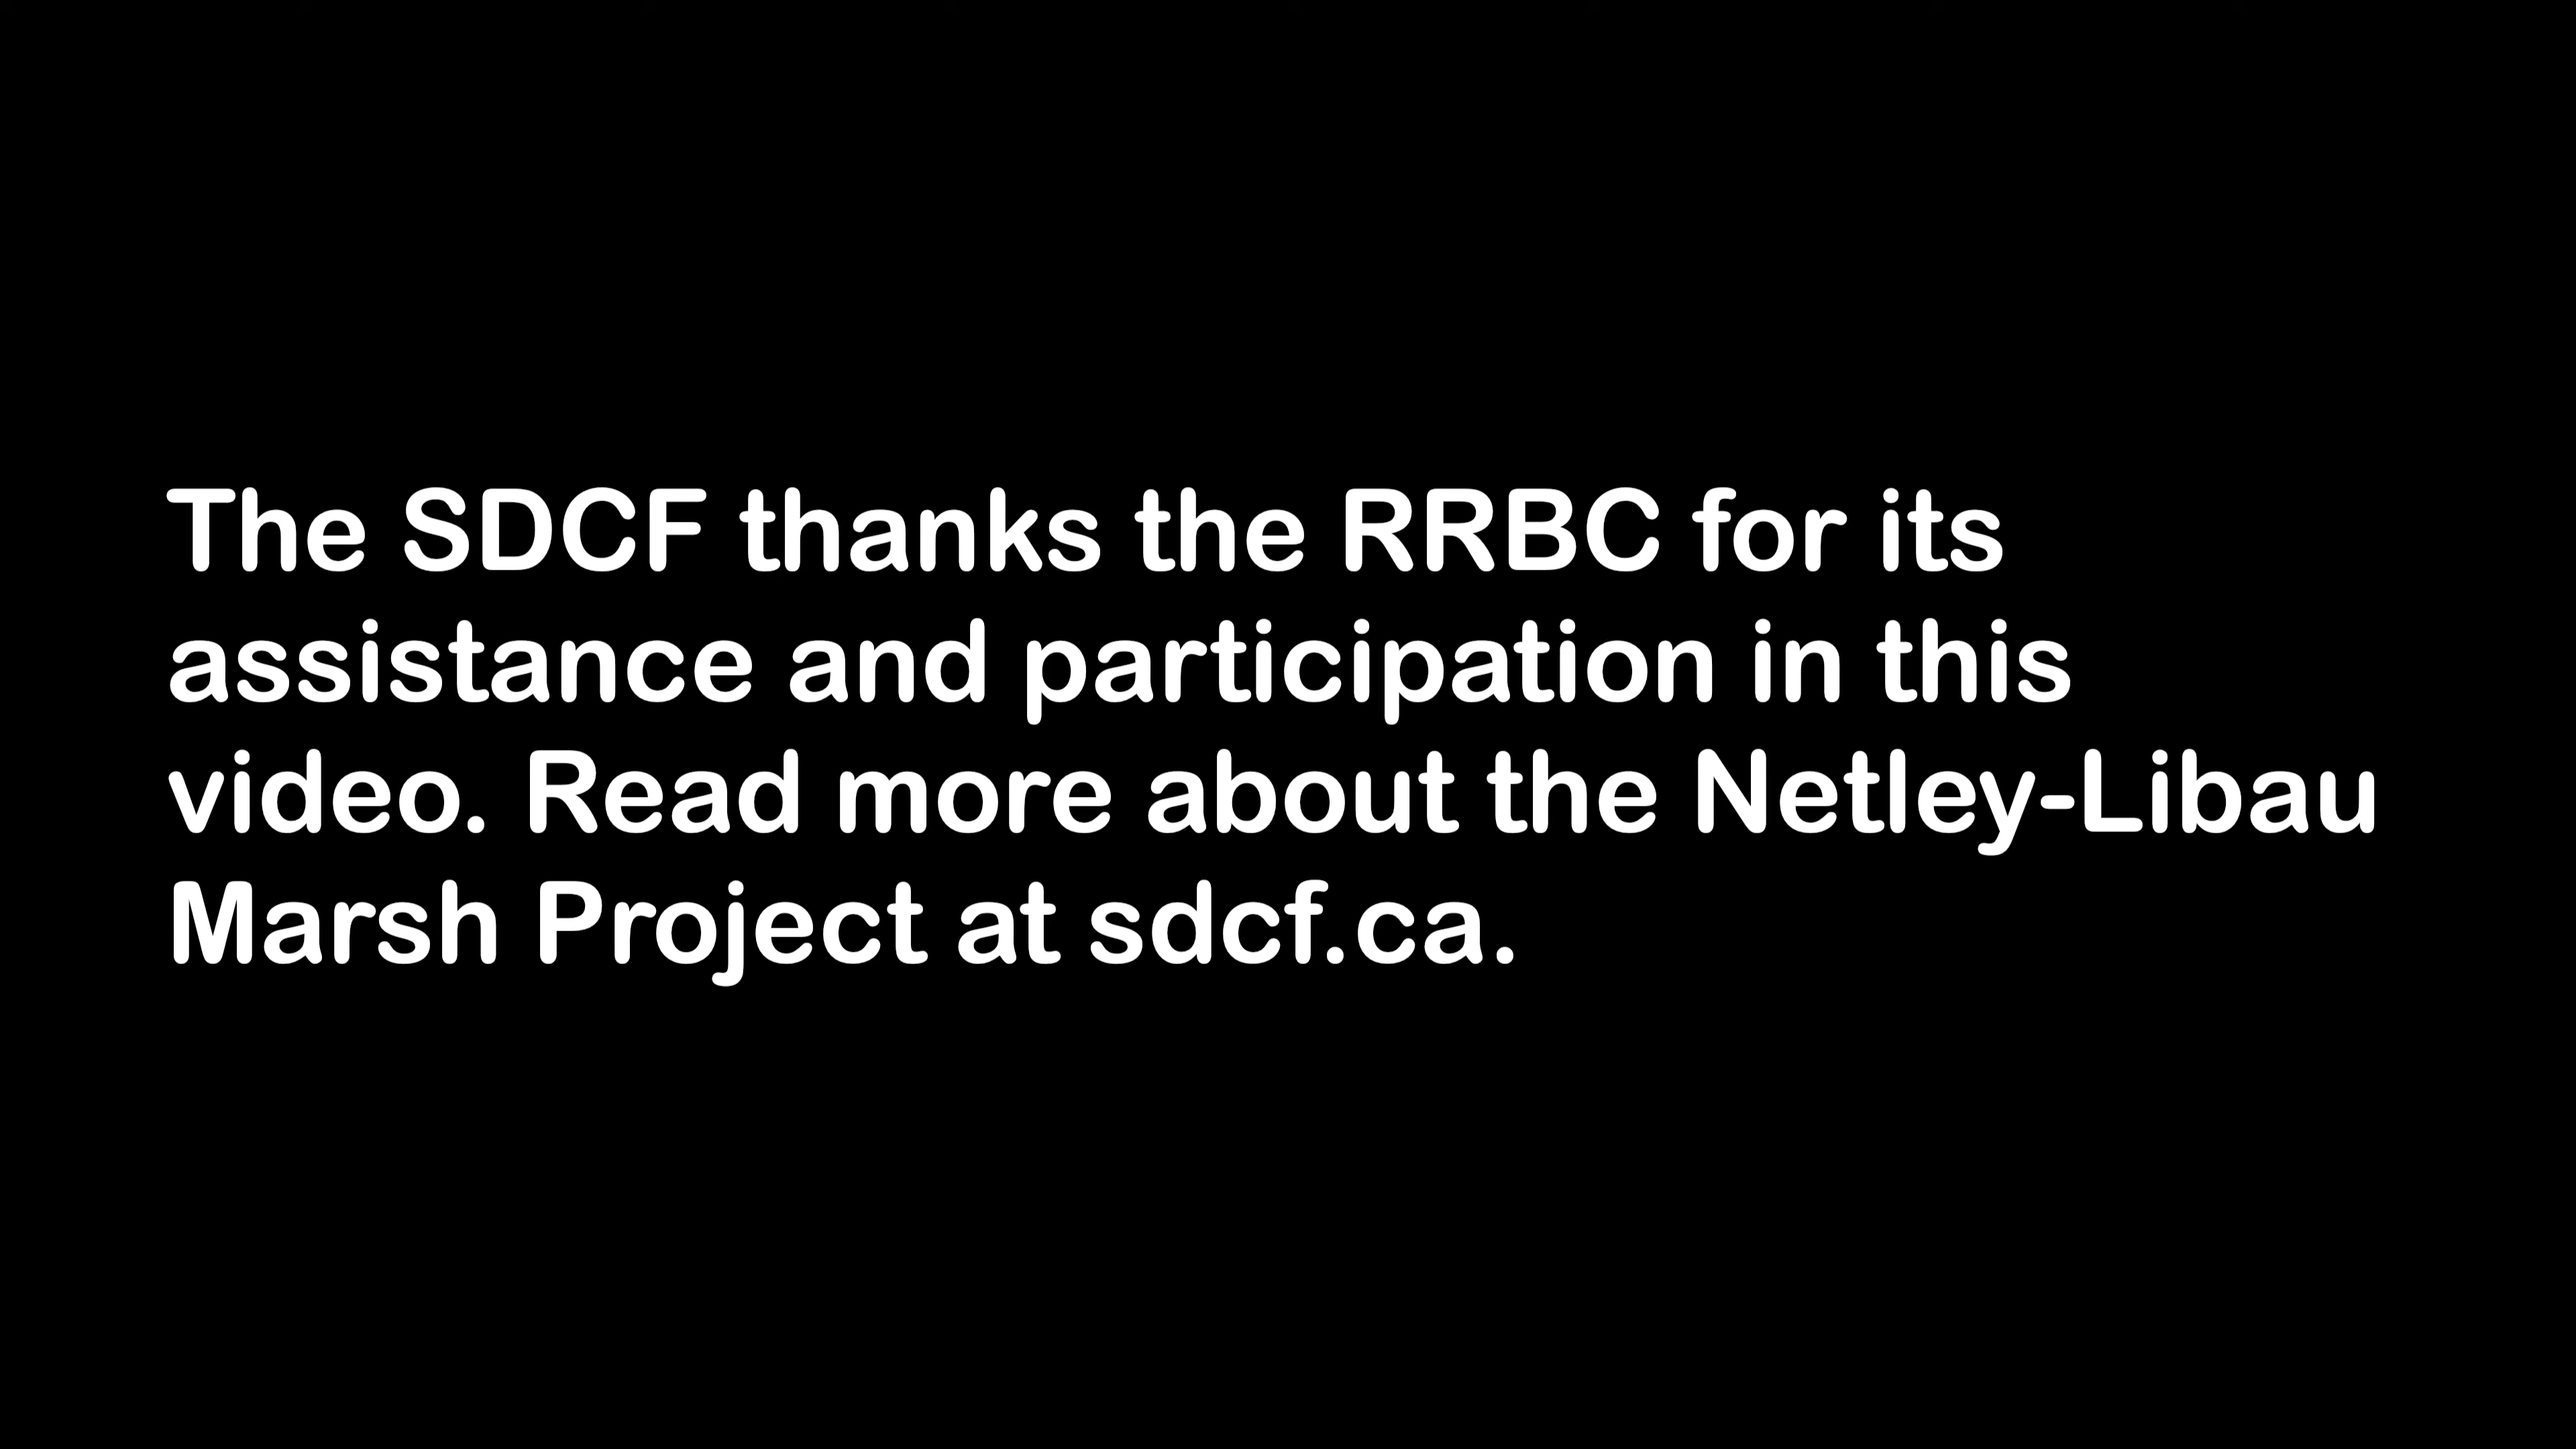 The SDCF thanks the RRBC for its
assistance and participation in this
video. Read more about the Netley-Libau
Marsh Project at sdcf.ca.